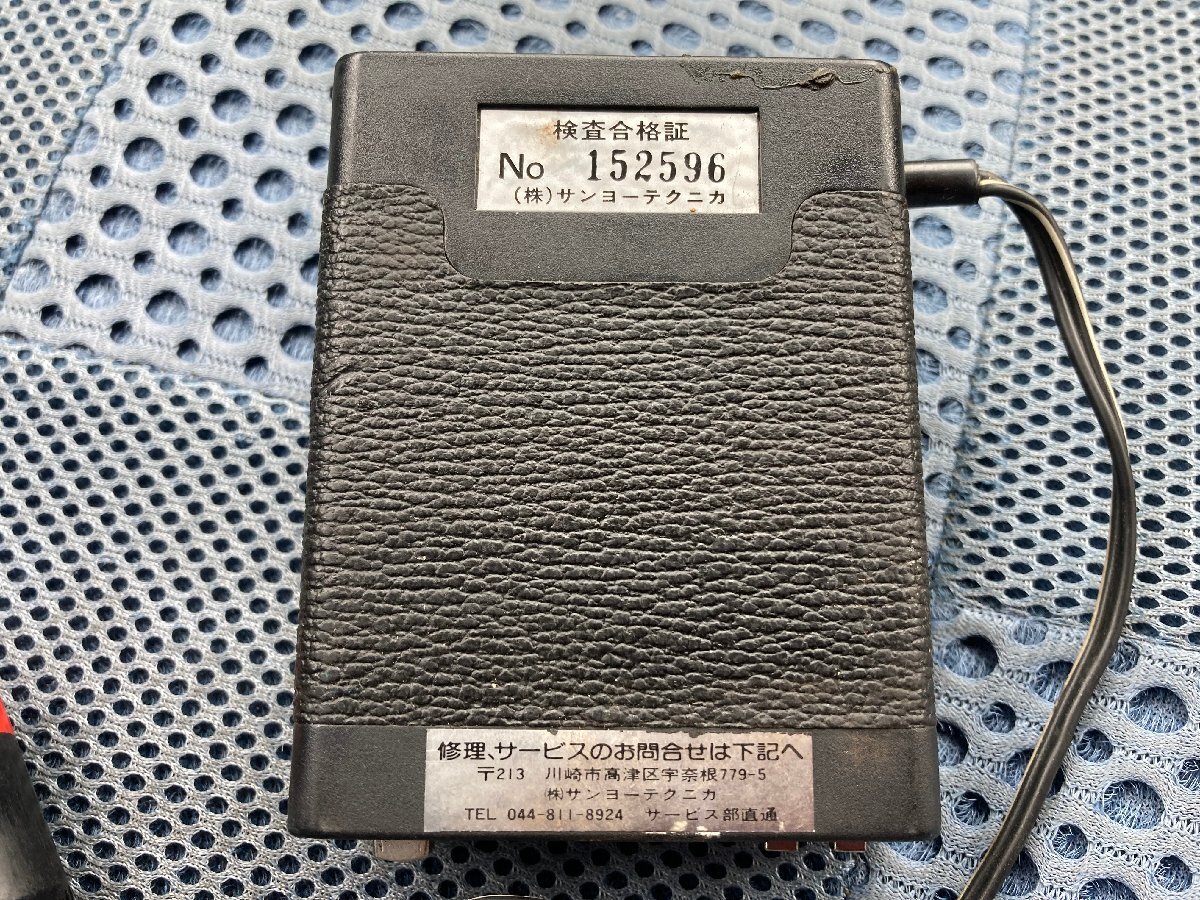 検査合格証
No 152596
(株)サンヨーテクニカ
修理、サービスのお問合せは下記へ
〒213 川崎市高津区宇奈根779-5
(株)サンヨーテクニカ
TEL 044-811-8924 サービス部直通